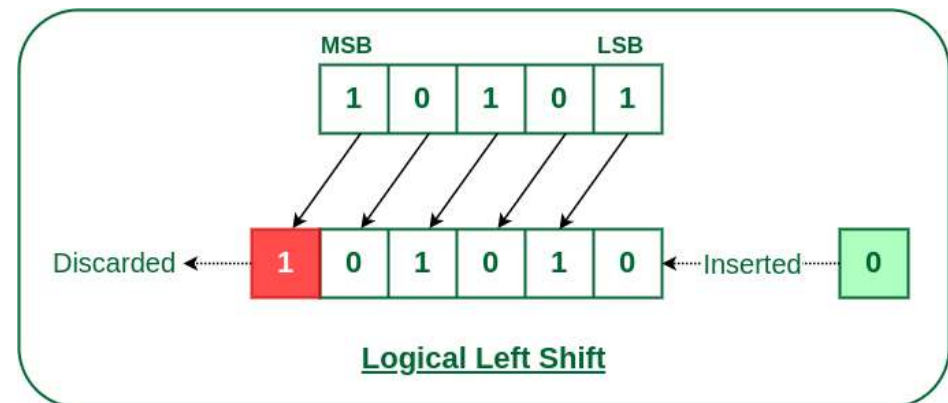 MSB LSB
1 0 1 0 1
Discarded 1 0 1 0 1 0 Inserted 0
Logical Left Shift